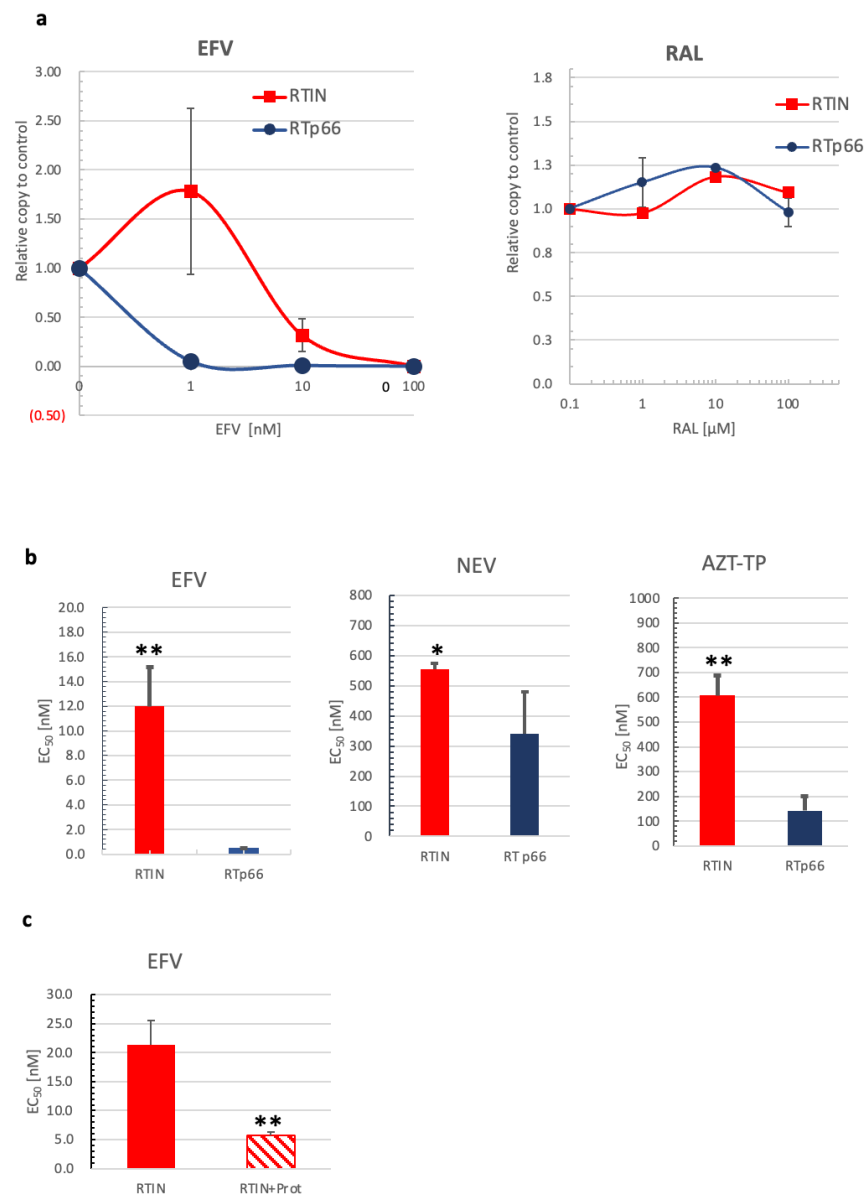 a
EFV
Relative copy to control
3.00
2.50
2.00
1.50
1.00
0.50
0.00
(0.50)
RTIN
RTp66
0 1 10 0 100
EFV [nM]
RAL
Relative copy to control
1.8
1.5
1.3
1.0
0.8
0.5
1.3
0.0
RTIN
RTp66
0.1 1 10 100
RAL [µM]
b
EFV
EC50 [nM]
20.0
18.0
16.0
14.0
12.0
10.0
8.0
6.0
4.0
2.0
0.0
**
RTIN RTp66
NEV
EC50 [nM]
800
700
600
500
400
300
200
100
0
*
RTIN RT p66
AZT-TP
EC50 [nM]
1000
900
800
700
600
500
400
300
200
100
0
**
RTIN RTp66
c
EFV
EC50 [nM]
30.0
25.0
20.0
15.0
10.0
5.0
0.0
**
RTIN RTIN+Prot